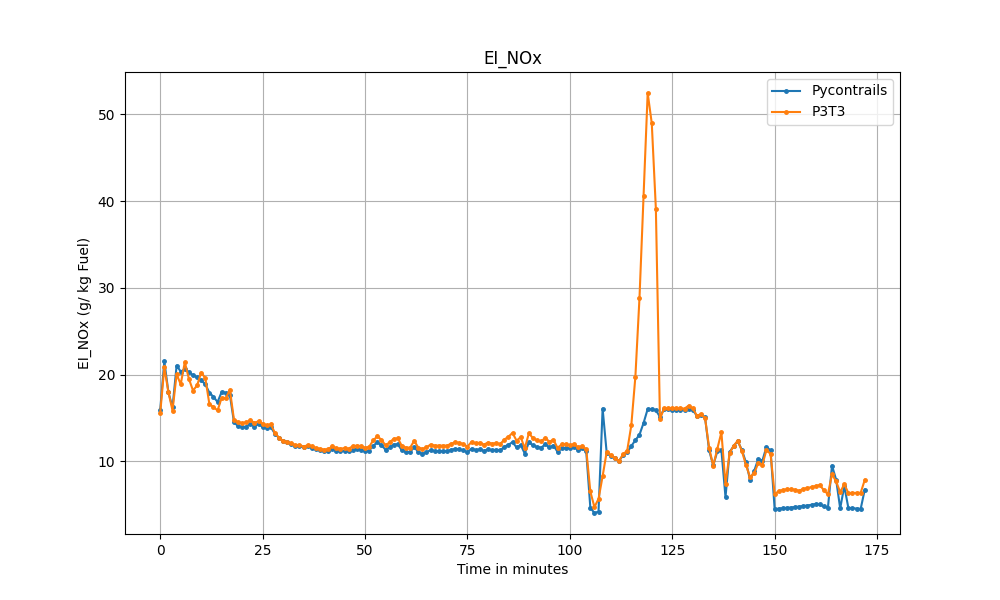 EI_NOx
Pycontrails
P3T3
EI_NOx (g/ kg Fuel)
50
40
30
20
10
0 25 50 75 100 125 150 175
Time in minutes